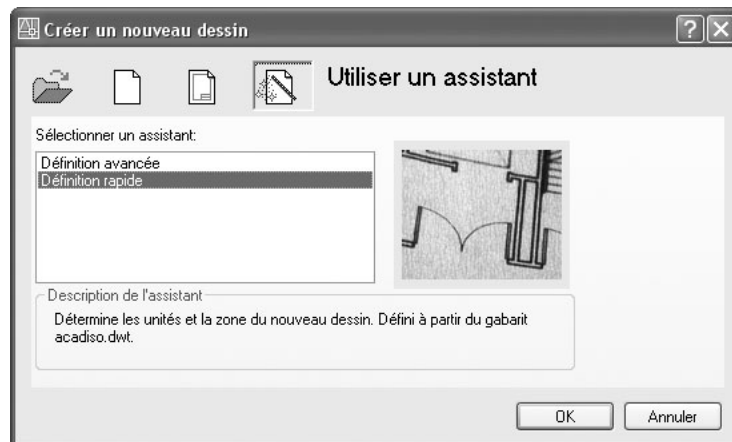 Créer un nouveau dessin
Utiliser un assistant
Sélectionner un assistant:
Définition avancée
Définition rapide
Description de l'assistant
Détermine les unités et la zone du nouveau dessin. Défini à partir du gabarit
acadiso.dwt.
OK
Annuler